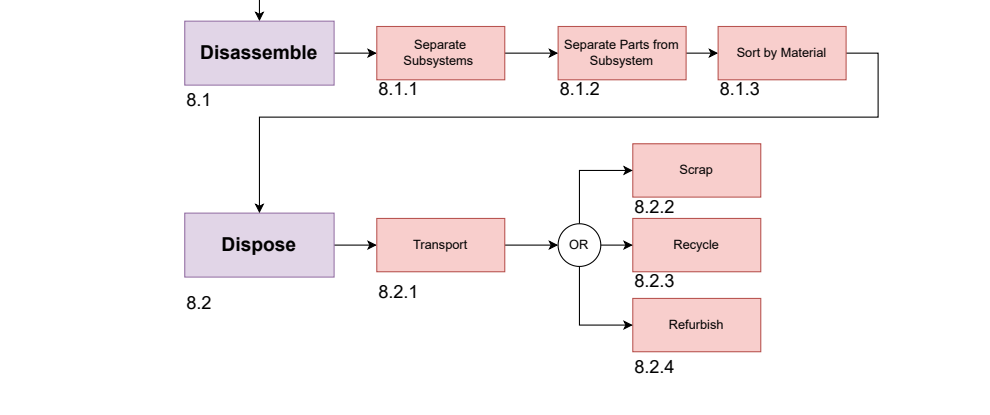 Disassemble
8.1
Separate
Subsystems
8.1.1
Separate Parts from
Subsystem
8.1.2
Sort by Material
8.1.3
Dispose
8.2
Transport
8.2.1
OR
Scrap
8.2.2
Recycle
8.2.3
Refurbish
8.2.4